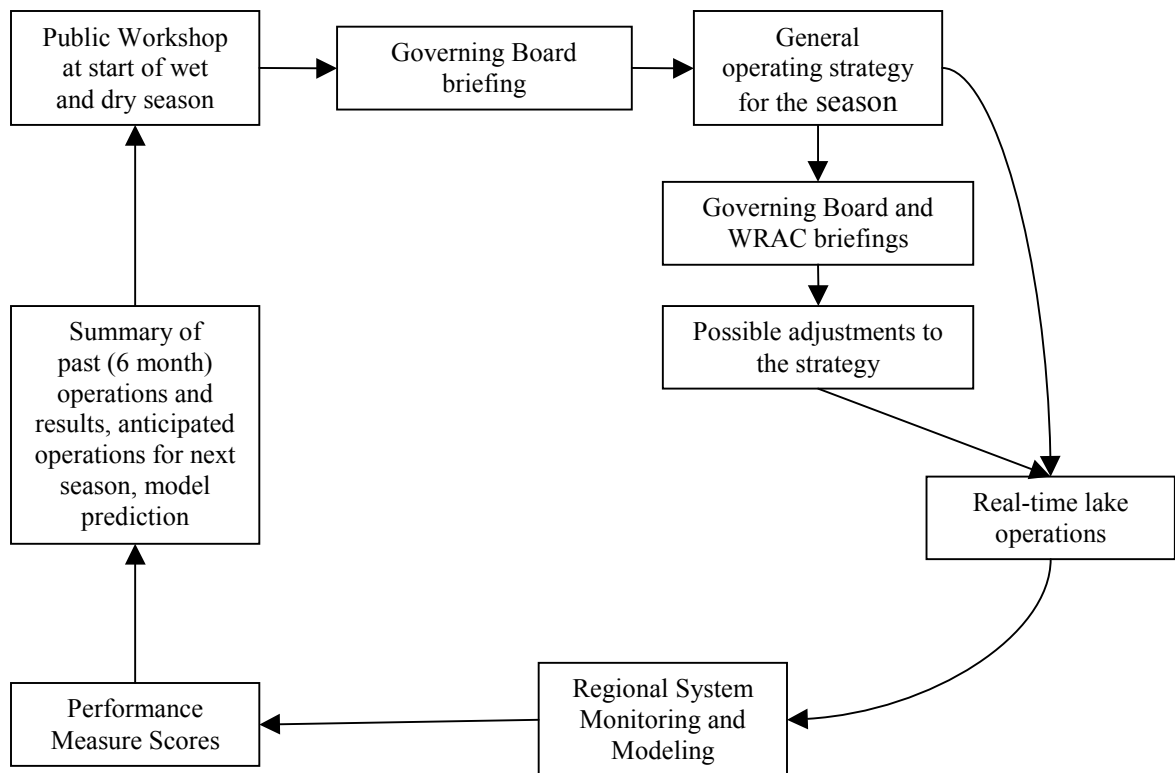 Public Workshop
at start of wet
and dry season
Governing Board
briefing
General
operating strategy
for the season
Governing Board and
WRAC briefings
Possible adjustments to
the strategy
Real-time lake
operations
Regional System
Monitoring and
Modeling
Performance
Measure Scores
Summary of
past (6 month)
operations and
results, anticipated
operations for next
season, model
prediction